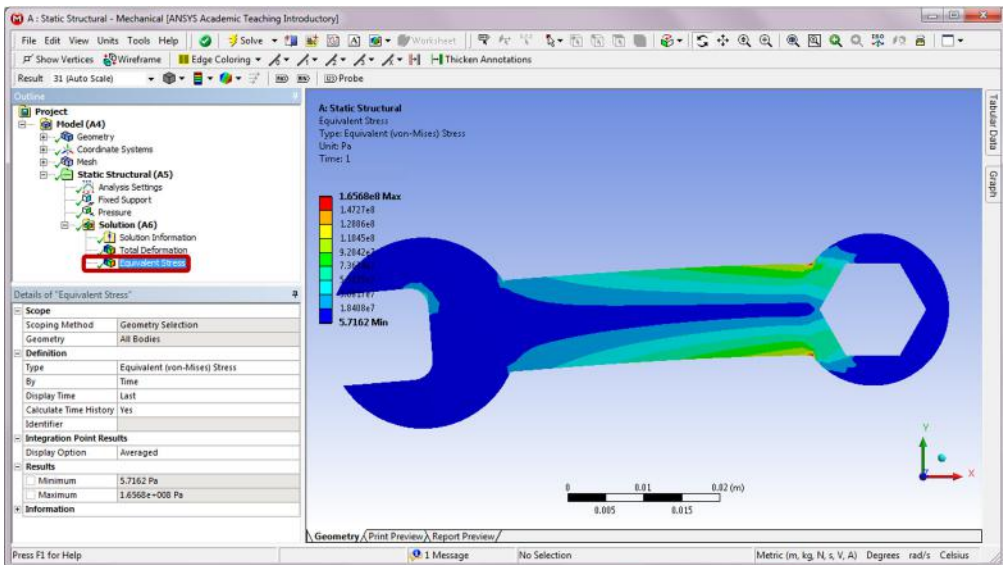 A : Static Structural - Mechanical [ANSYS Academic Teaching Introductory]
File Edit View Units Tools Help Solve Worksheet
Show Vertices Wireframe Edge Coloring Thicken Annotations
Result 31 (Auto Scale) Probe
Outline
Project
Model (A4)
Geometry
Coordinate Systems
Mesh
Static Structural (A5)
Analysis Settings
Fixed Support
Pressure
Solution (A6)
Solution Information
Total Deformation
Equivalent Stress
Details of "Equivalent Stress"
Scope
Scoping Method Geometry Selection
Geometry All Bodies
Definition
Type Equivalent (von-Mises) Stress
By Time
Display Time Last
Calculate Time History Yes
Identifier
Integration Point Results
Display Option Averaged
Results
Minimum 5.7162 Pa
Maximum 1.6568e+008 Pa
Information
A: Static Structural
Equivalent Stress
Type: Equivalent (von-Mises) Stress
Unit: Pa
Time: 1
1.6568e8 Max
1.4727e8
1.2886e8
1.1045e8
9.2042e7
1.8408e7
5.7162 Min
Y
X
0 0.01 0.02 (m)
0.005 0.015
Tabular Data
Graph
Geometry Print Preview Report Preview
Press F1 for Help 1 Message No Selection Metric (m, kg, N, s, V, A) Degrees rad/s Celsius